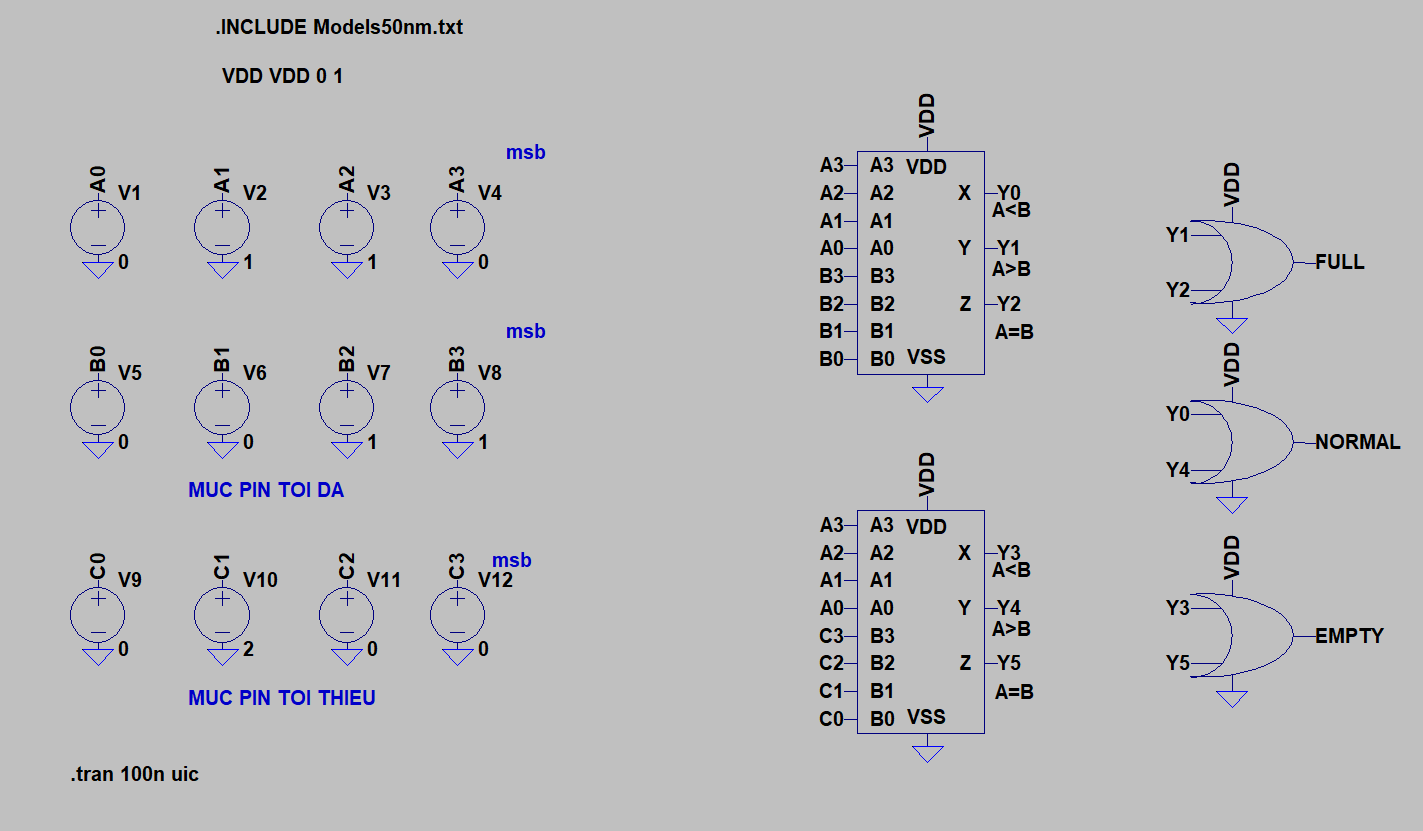 .INCLUDE Models50nm.txt
VDD VDD 0 1
msb
A0 V1 0
A1 V2 1
A2 V3 1
A3 V4 0
msb
B0 V5 0
B1 V6 0
B2 V7 1
B3 V8 1
MUC PIN TOI DA
msb
C0 V9 0
C1 V10 2
C2 V11 0
C3 V12 0
MUC PIN TOI THIEU
.tran 100n uic
VDD
A3 A3 VDD
A2 A2 X Y0
A<B
A1 A1
A0 A0 Y Y1
A>B
B3 B3
B2 B2 Z Y2
B1 B1 A=B
B0 B0 VSS
VDD
A3 A3 VDD
A2 A2 X Y3
A<B
A1 A1
A0 A0 Y Y4
A>B
C3 B3
C2 B2 Z Y5
C1 B1 A=B
C0 B0 VSS
VDD
Y1
FULL
Y2
VDD
Y0
NORMAL
Y4
VDD
Y3
EMPTY
Y5